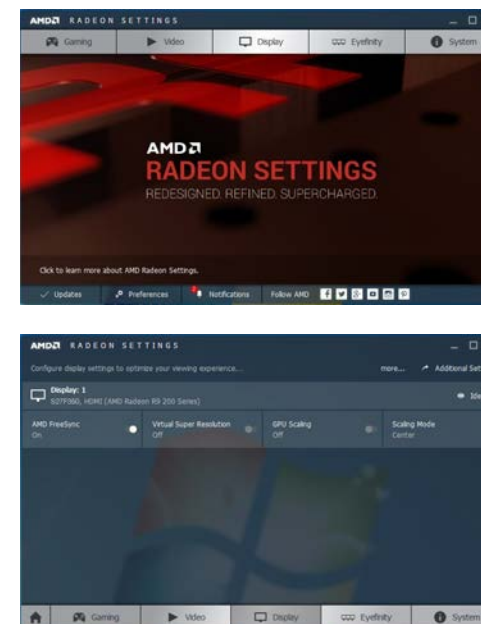 AMD RADEON SETTINGS
Gaming Video Display Eyefinity System
AMD
RADEON SETTINGS
REDESIGNED. REFINED. SUPERCHARGED.
Click to learn more about AMD Radeon Settings.
Updates Preferences 2 Notifications Follow AMD
AMD RADEON SETTINGS
Configure display settings to optimize your viewing experience... more... Additional Set
Display: 1
HDMI (AMD Radeon R9 200 Series) Ide
AMD FreeSync Virtual Super Resolution GPU Scaling Scaling Mode
On Off Off Center
Gaming Video Display Eyefinity System